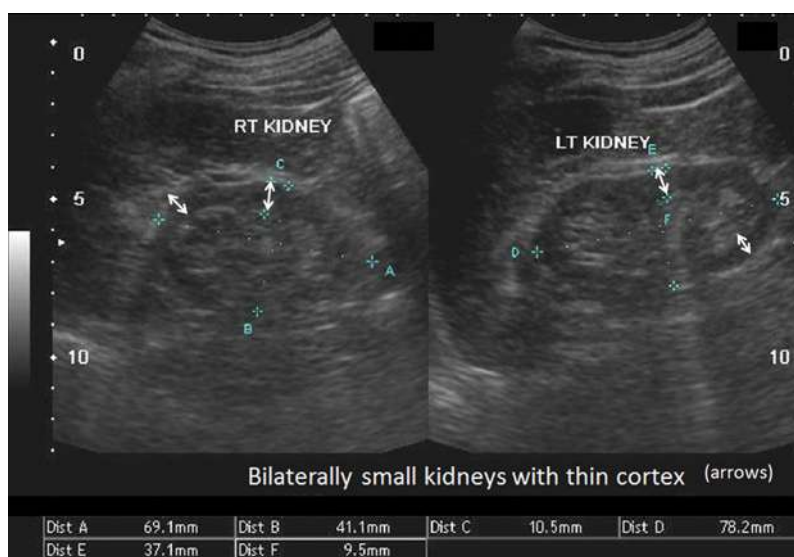 0
0
RT KIDNEY
LT KIDNEY
C
E
5
5
F
D
A
B
10
10
Bilaterally small kidneys with thin cortex (arrows)
Dist A 69.1mm Dist B 41.1mm Dist C 10.5mm Dist D 78.2mm
Dist E 37.1mm Dist F 9.5mm